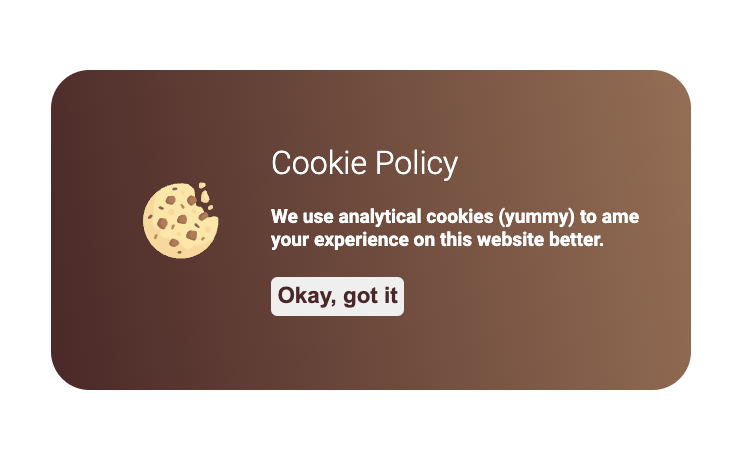 Cookie Policy
We use analytical cookies (yummy) to ame
your experience on this website better.
Okay, got it